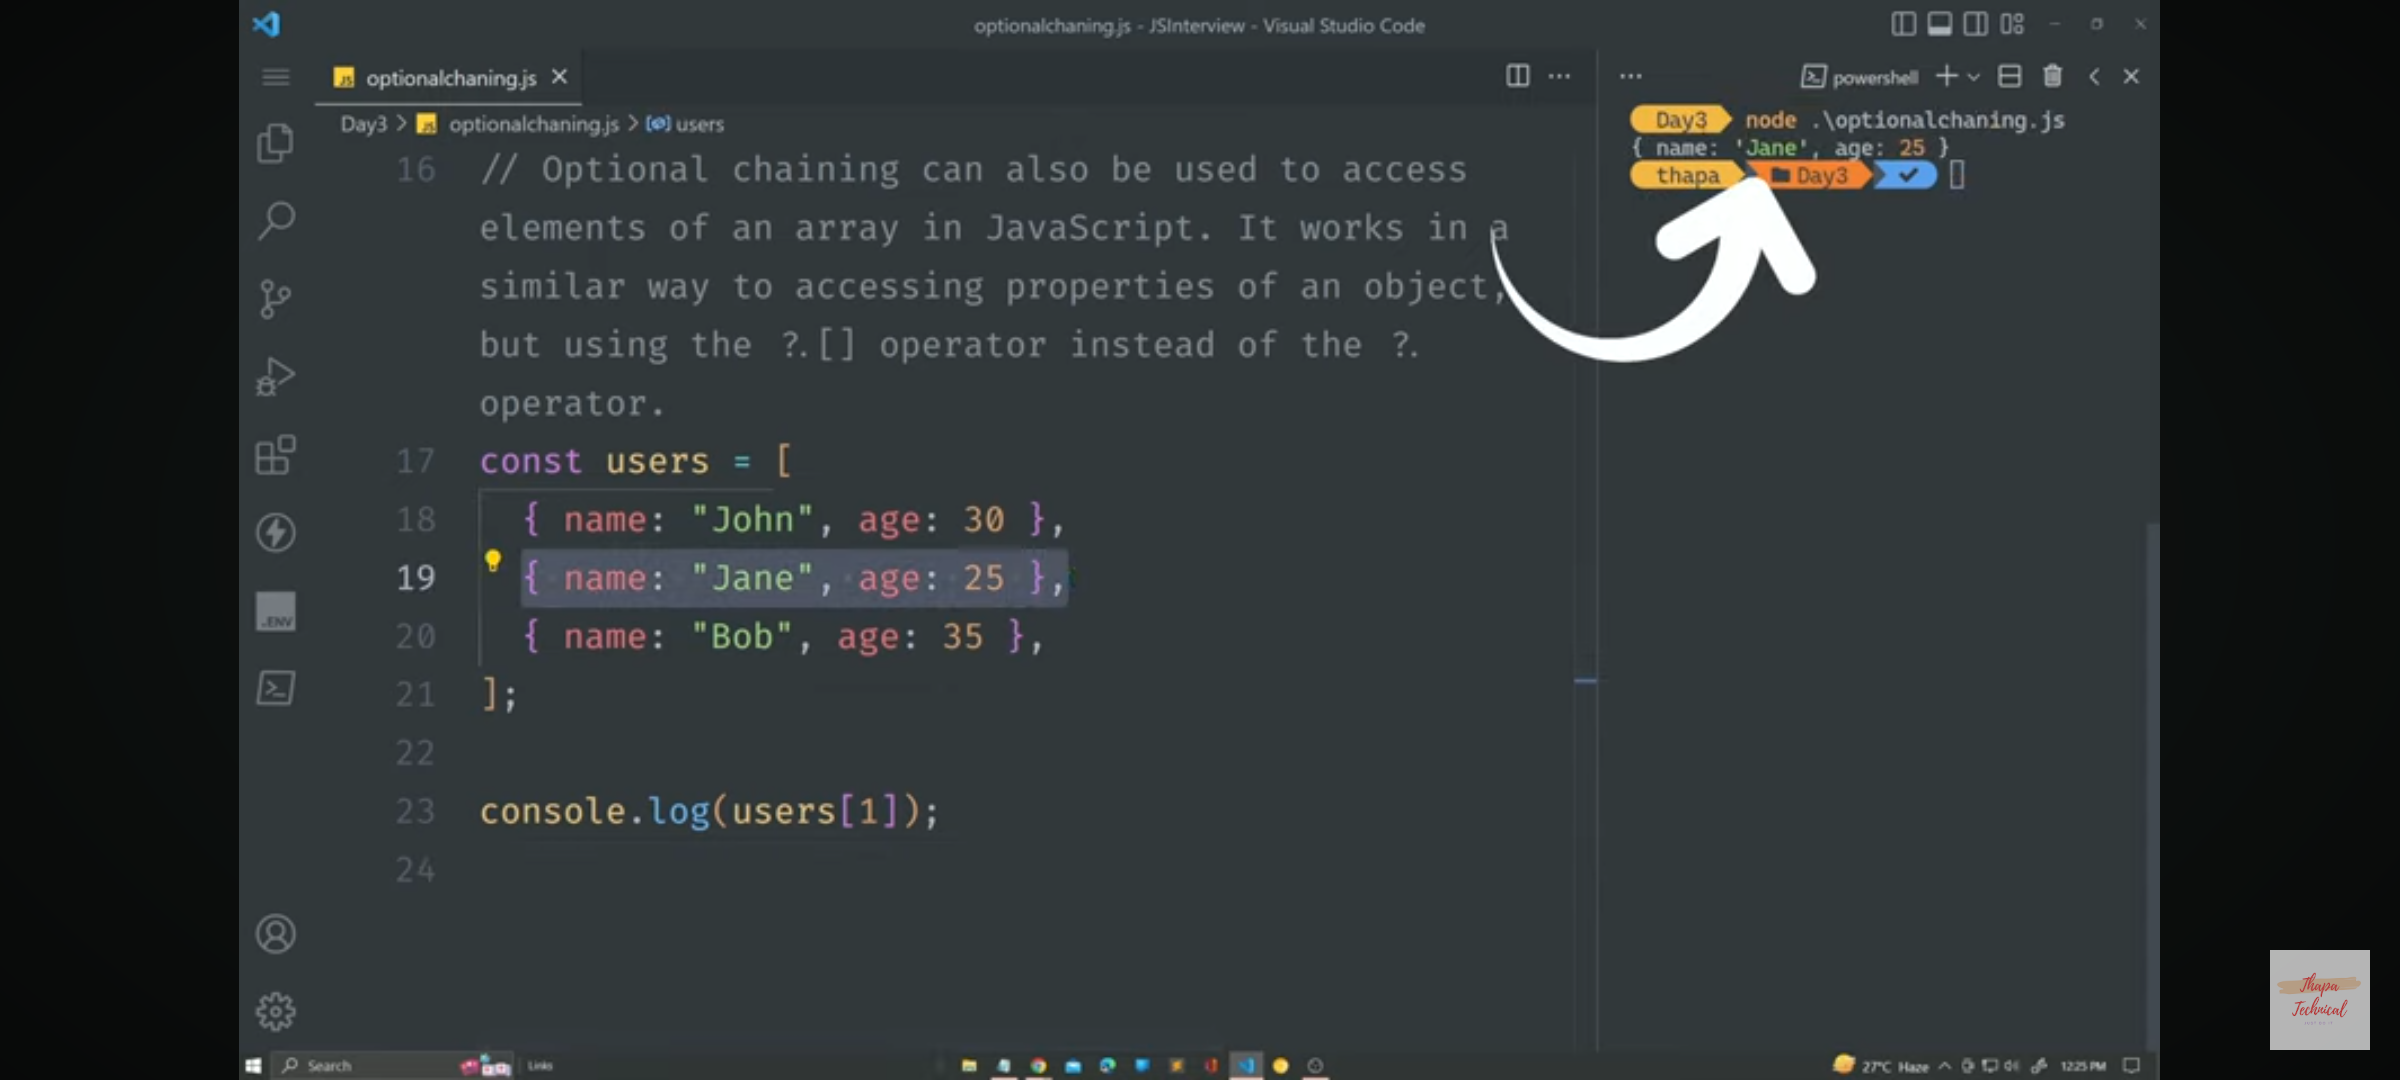 optionalchaning.js - JSInterview - Visual Studio Code
optionalchaning.js
Day3 > optionalchaning.js > users
16 // Optional chaining can also be used to access
elements of an array in JavaScript. It works in a
similar way to accessing properties of an object,
but using the ?.[] operator instead of the ?.
operator.
17 const users = [
18 { name: "John", age: 30 },
19 { name: "Jane", age: 25 },
20 { name: "Bob", age: 35 },
21 ];
22
23 console.log(users[1]);
24
.ENV
powershell
Day3 node .\optionalchaning.js
{ name: 'Jane', age: 25 }
thapa Day3
Search
Links
27°C Haze
12:25 PM
Thapa
Technical